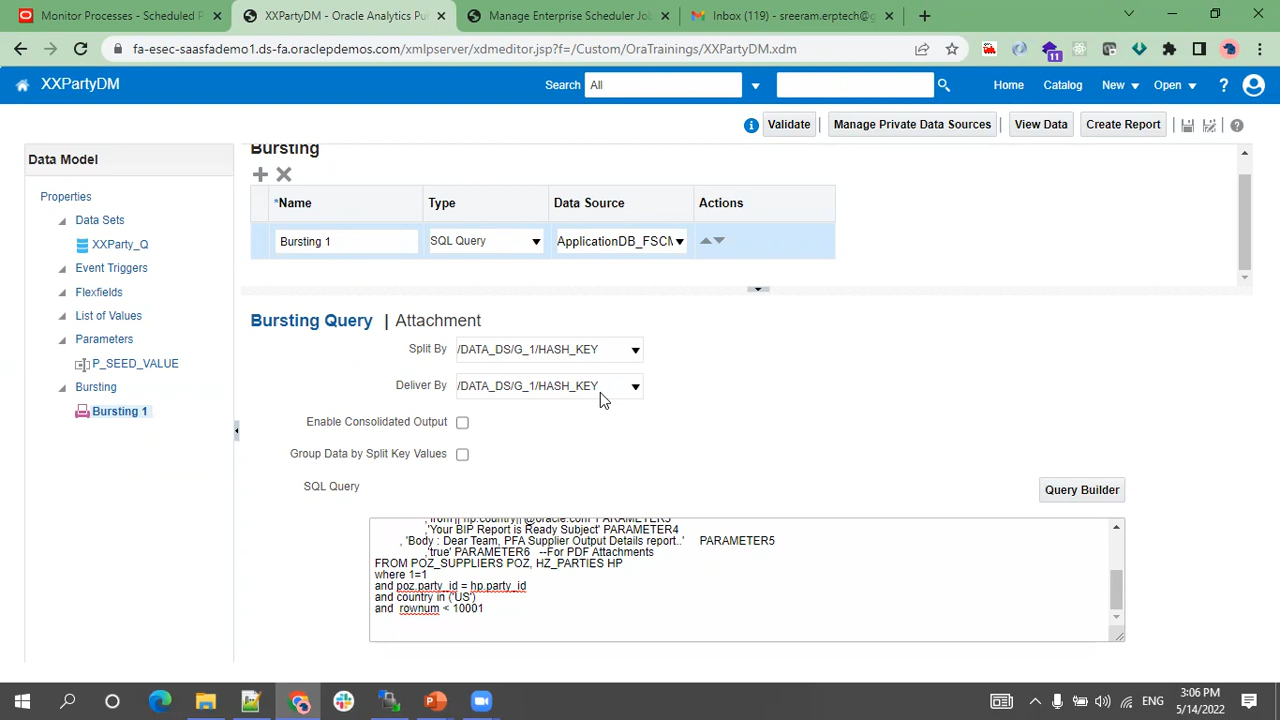 Monitor Processes - Scheduled P
XXPartyDM - Oracle Analytics Pu
Manage Enterprise Scheduler Jo
Inbox (119) - sreeram.erptech@g
fa-esec-saasfademo1.ds-fa.oraclepdemos.com/xmlpserver/xdmeditor.jsp?f=/Custom/OraTrainings/XXPartyDM.xdm
11
XXPartyDM
Search
All
Home
Catalog
New
Open
Validate
Manage Private Data Sources
View Data
Create Report
Data Model
Properties
Data Sets
XXParty_Q
Event Triggers
Flexfields
List of Values
Parameters
P_SEED_VALUE
Bursting
Bursting 1
Bursting
*Name Type Data Source Actions
Bursting 1 SQL Query ApplicationDB_FSCM
Bursting Query | Attachment
Split By /DATA_DS/G_1/HASH_KEY
Deliver By /DATA_DS/G_1/HASH_KEY
Enable Consolidated Output
Group Data by Split Key Values
SQL Query
Query Builder
,'from'||hp.country||'@oracle.com' PARAMETER3
,'Your BIP Report is Ready Subject' PARAMETER4
, 'Body : Dear Team, PFA Supplier Output Details report..' PARAMETER5
,'true' PARAMETER6 --For PDF Attachments
FROM POZ_SUPPLIERS POZ, HZ_PARTIES HP
where 1=1
and poz.party_id = hp.party_id
and country in ('US')
and rownum < 10001
ENG
3:06 PM
5/14/2022